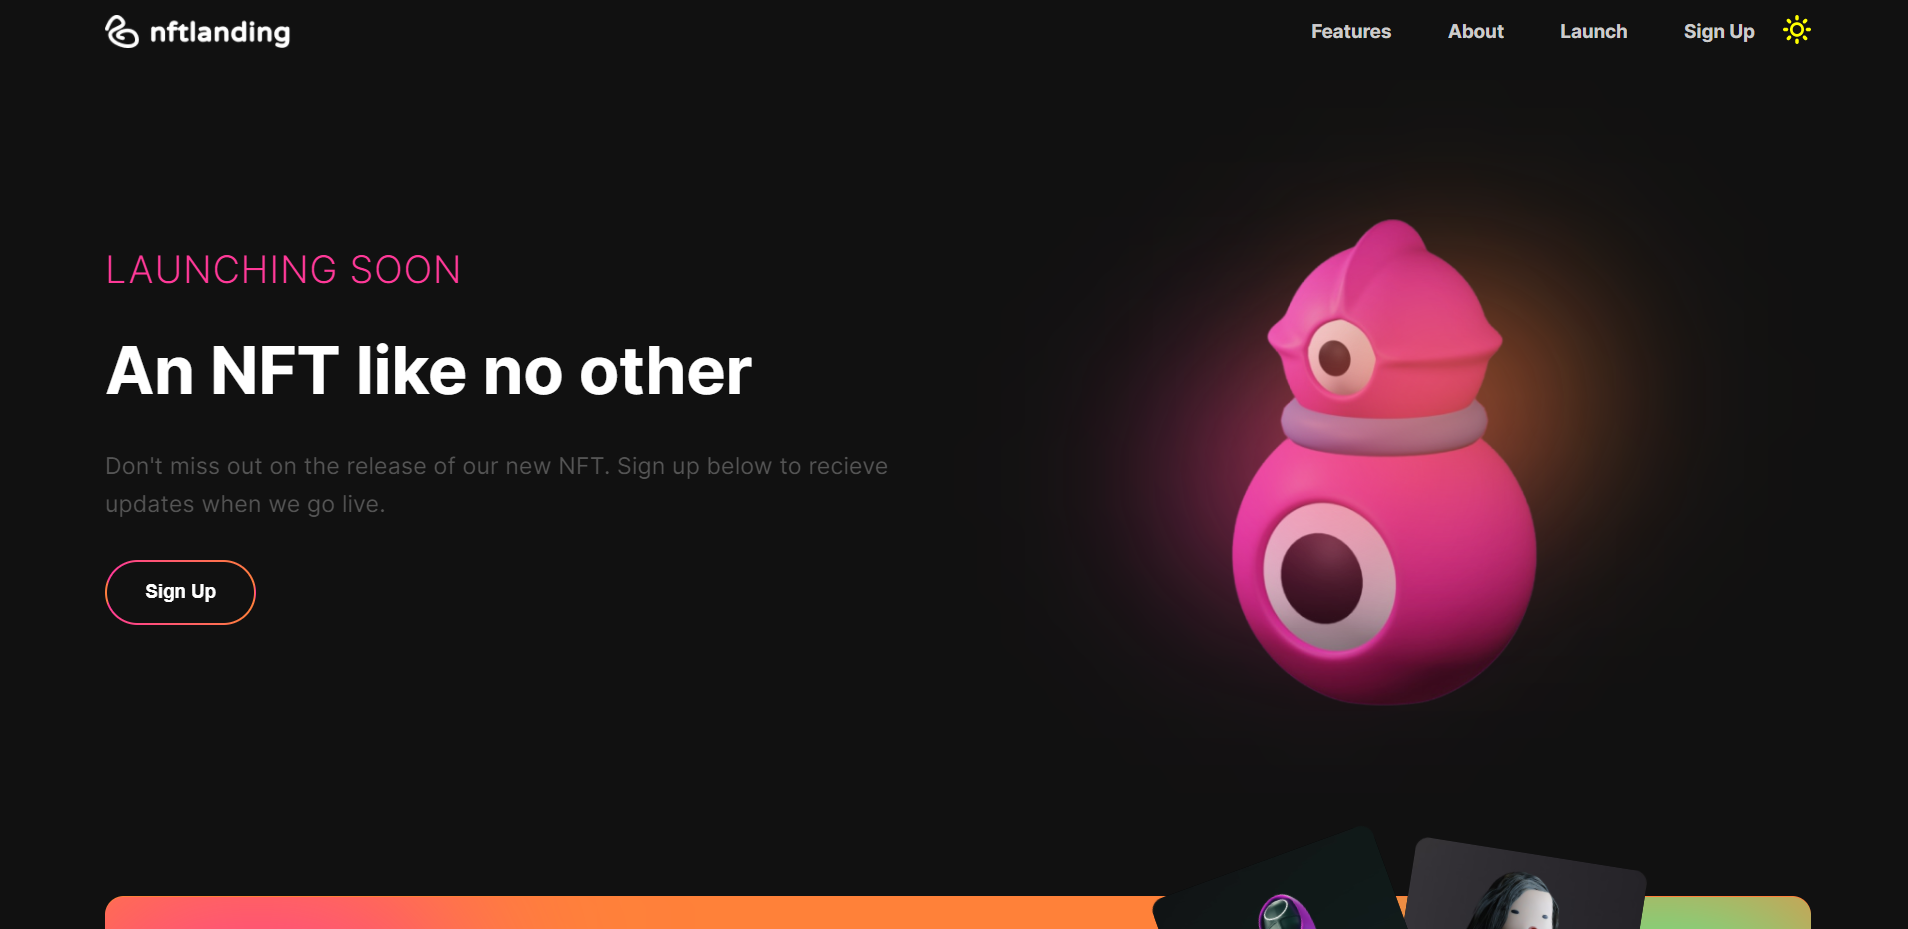 nftlanding
Features About Launch Sign Up
LAUNCHING SOON
An NFT like no other
Don't miss out on the release of our new NFT. Sign up below to recieve
updates when we go live.
Sign Up